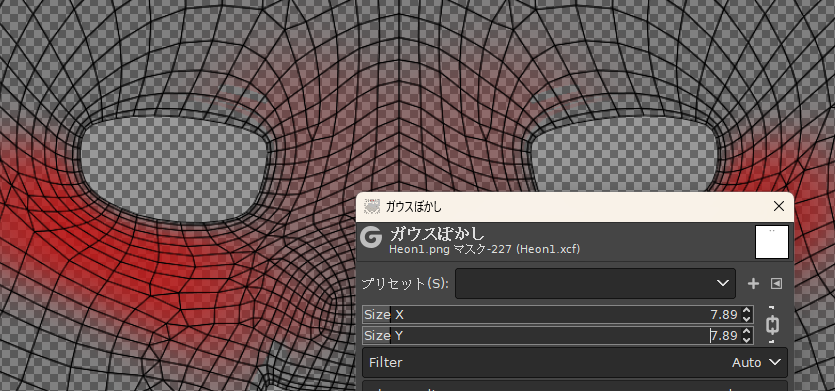 ガウスぼかし
ガウスぼかし
Heon1.png マスク-227 (Heon1.xcf)
プリセット(S):
Size X 7.89
Size Y 7.89
Filter Auto